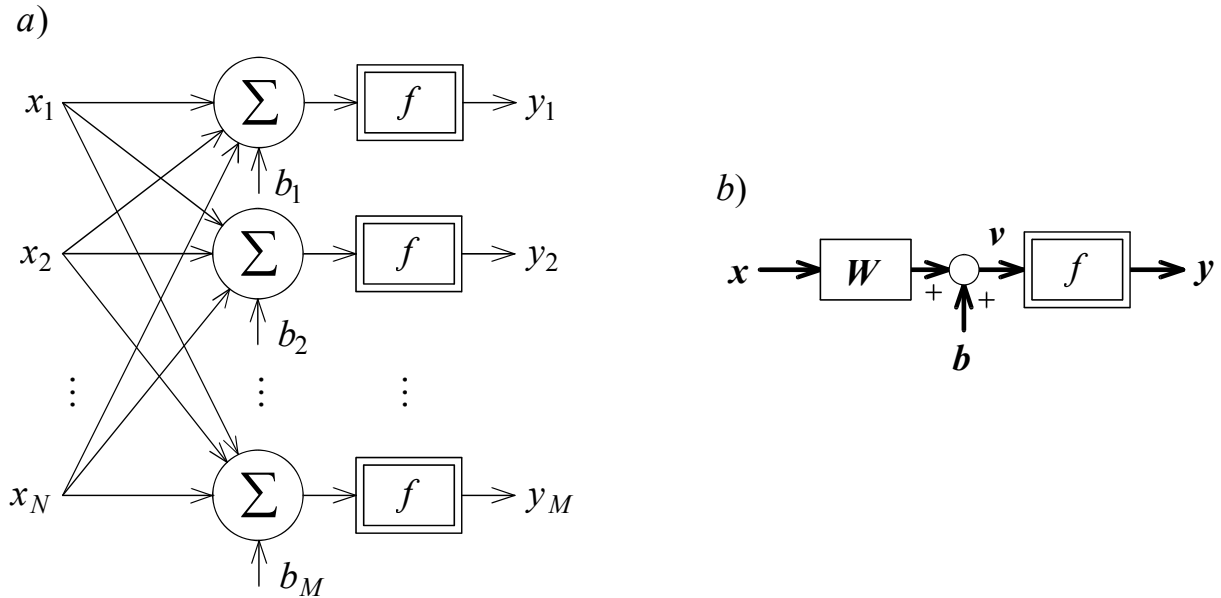 a)
x1 Σ f y1
b1
x2 Σ f y2
b2
⋮ ⋮ ⋮
xN Σ f yM
bM
b)
x W v f y
+ +
b